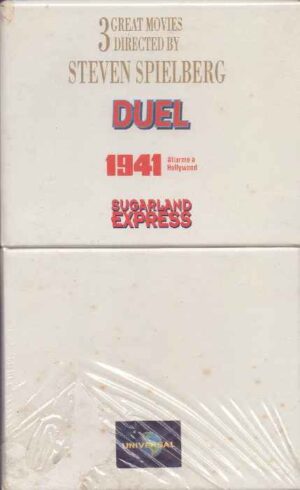 3 GREAT MOVIES
DIRECTED BY
STEVEN SPIELBERG
DUEL
1941 Allarme a
Hollywood
SUGARLAND
EXPRESS
UNIVERSAL